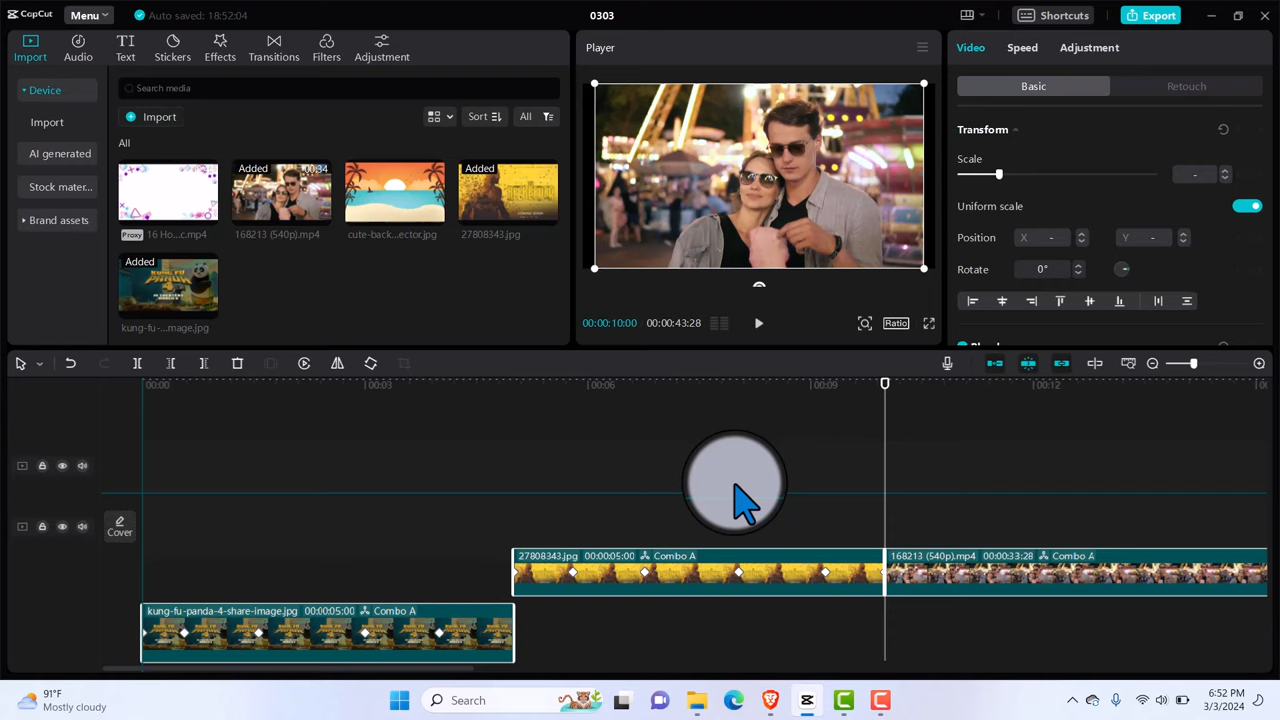 CapCut
Menu
Auto saved: 18:52:04
0303
Shortcuts
Export
Import
Audio
Text
Stickers
Effects
Transitions
Filters
Adjustment
Device
Import
AI generated
Stock mater...
Brand assets
Search media
Import
Sort
All
All
Proxy 16 Ho...c.mp4
Added
00:34
168213 (540p).mp4
cute-back...ector.jpg
Added
27808343.jpg
Added
KUNG FU PANDA 4
kung-fu-...mage.jpg
Player
00:00:10:00
00:00:43:28
Ratio
Video
Speed
Adjustment
Basic
Retouch
Transform
Scale
-
Uniform scale
Position
X -
Y -
Rotate
0°
00:00
00:03
00:06
00:09
00:12
Cover
27808343.jpg 00:00:05:00 Combo A
168213 (540p).mp4 00:00:33:28 Combo A
kung-fu-panda-4-share-image.jpg 00:00:05:00 Combo A
91°F
Mostly cloudy
Search
6:52 PM
3/3/2024